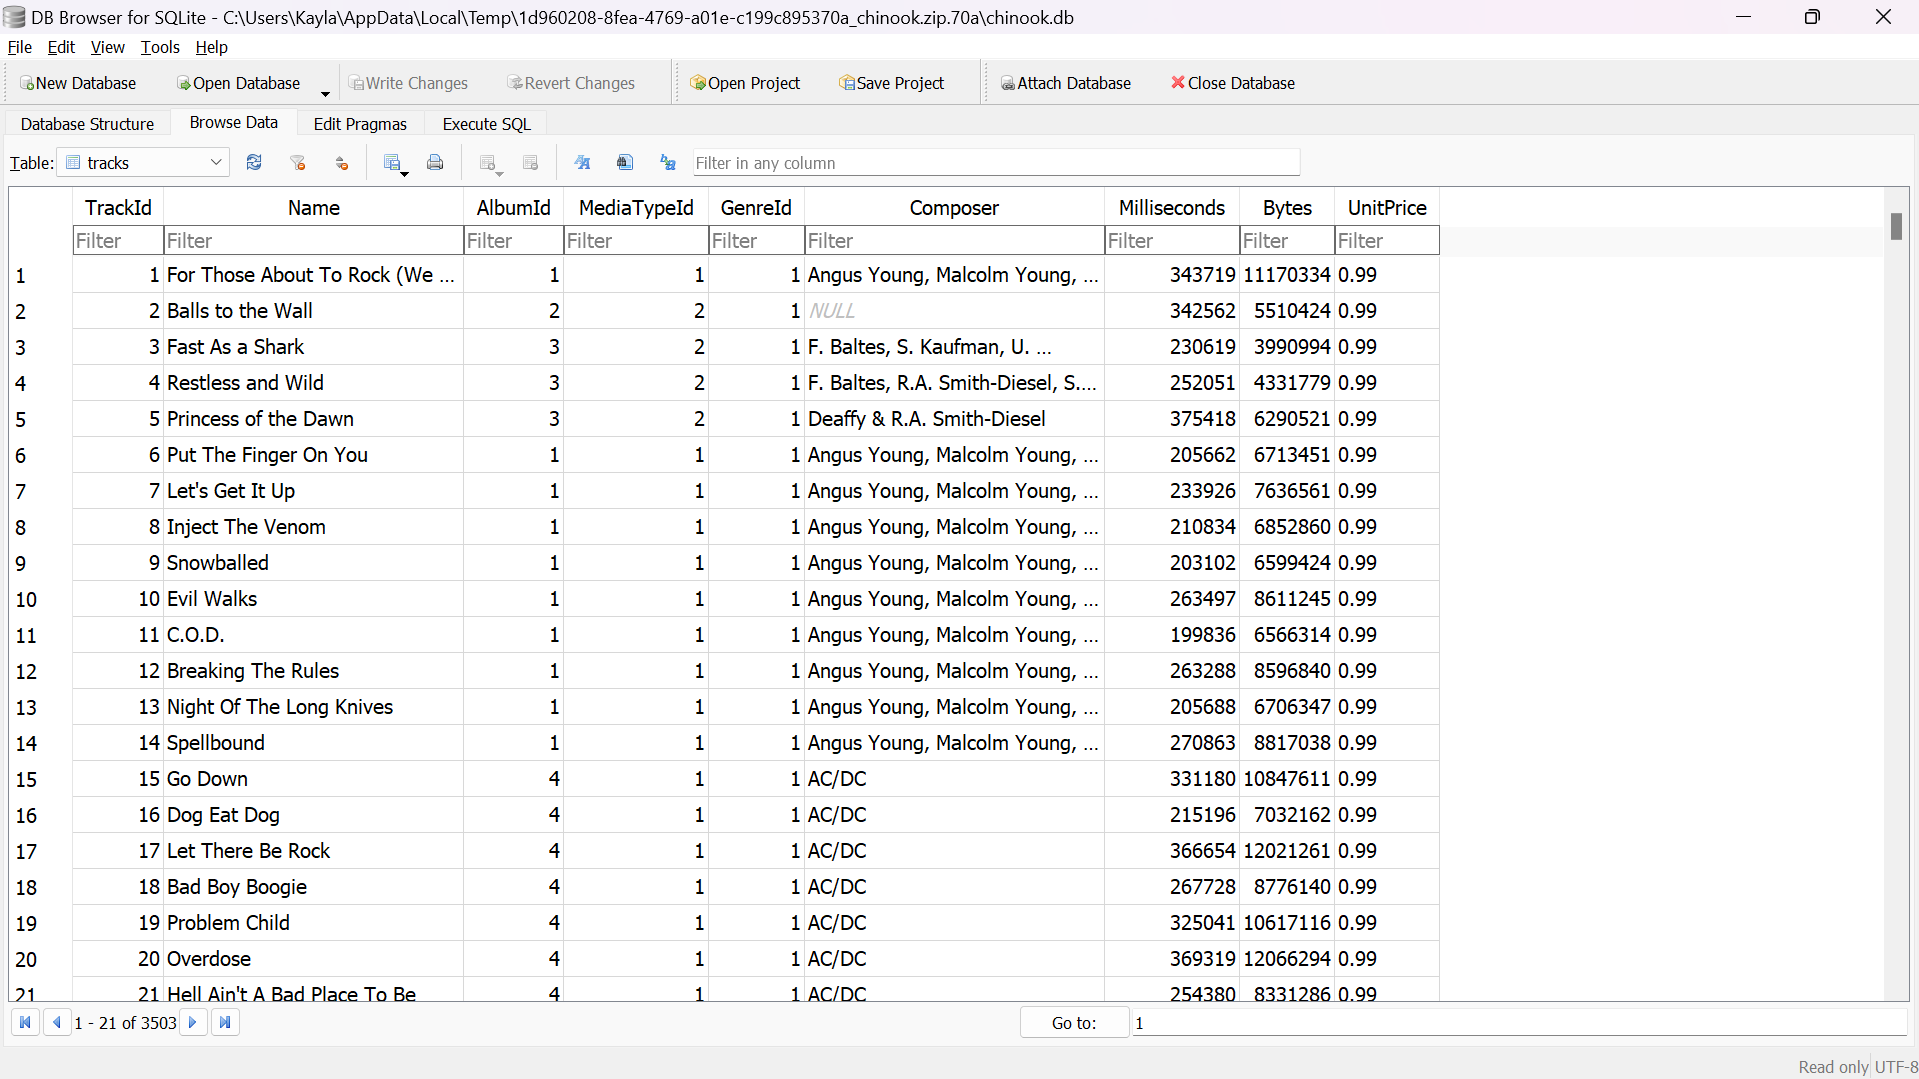 DB Browser for SQLite - C:\Users\Kayla\AppData\Local\Temp\1d960208-8fea-4769-a01e-c199c895370a_chinook.zip.70a\chinook.db
File Edit View Tools Help
New Database Open Database Write Changes Revert Changes Open Project Save Project Attach Database Close Database
Database Structure Browse Data Edit Pragmas Execute SQL
Table: tracks Filter in any column
TrackId Name AlbumId MediaTypeId GenreId Composer Milliseconds Bytes UnitPrice
Filter Filter Filter Filter Filter Filter Filter Filter Filter
1 1 For Those About To Rock (We ... 1 1 1 Angus Young, Malcolm Young, ... 343719 11170334 0.99
2 2 Balls to the Wall 2 2 1 NULL 342562 5510424 0.99
3 3 Fast As a Shark 3 2 1 F. Baltes, S. Kaufman, U. ... 230619 3990994 0.99
4 4 Restless and Wild 3 2 1 F. Baltes, R.A. Smith-Diesel, S.... 252051 4331779 0.99
5 5 Princess of the Dawn 3 2 1 Deaffy & R.A. Smith-Diesel 375418 6290521 0.99
6 6 Put The Finger On You 1 1 1 Angus Young, Malcolm Young, ... 205662 6713451 0.99
7 7 Let's Get It Up 1 1 1 Angus Young, Malcolm Young, ... 233926 7636561 0.99
8 8 Inject The Venom 1 1 1 Angus Young, Malcolm Young, ... 210834 6852860 0.99
9 9 Snowballed 1 1 1 Angus Young, Malcolm Young, ... 203102 6599424 0.99
10 10 Evil Walks 1 1 1 Angus Young, Malcolm Young, ... 263497 8611245 0.99
11 11 C.O.D. 1 1 1 Angus Young, Malcolm Young, ... 199836 6566314 0.99
12 12 Breaking The Rules 1 1 1 Angus Young, Malcolm Young, ... 263288 8596840 0.99
13 13 Night Of The Long Knives 1 1 1 Angus Young, Malcolm Young, ... 205688 6706347 0.99
14 14 Spellbound 1 1 1 Angus Young, Malcolm Young, ... 270863 8817038 0.99
15 15 Go Down 4 1 1 AC/DC 331180 10847611 0.99
16 16 Dog Eat Dog 4 1 1 AC/DC 215196 7032162 0.99
17 17 Let There Be Rock 4 1 1 AC/DC 366654 12021261 0.99
18 18 Bad Boy Boogie 4 1 1 AC/DC 267728 8776140 0.99
19 19 Problem Child 4 1 1 AC/DC 325041 10617116 0.99
20 20 Overdose 4 1 1 AC/DC 369319 12066294 0.99
21 21 Hell Ain't A Bad Place To Be 4 1 1 AC/DC 254380 8331286 0.99
1 - 21 of 3503 Go to: 1
Read only UTF-8